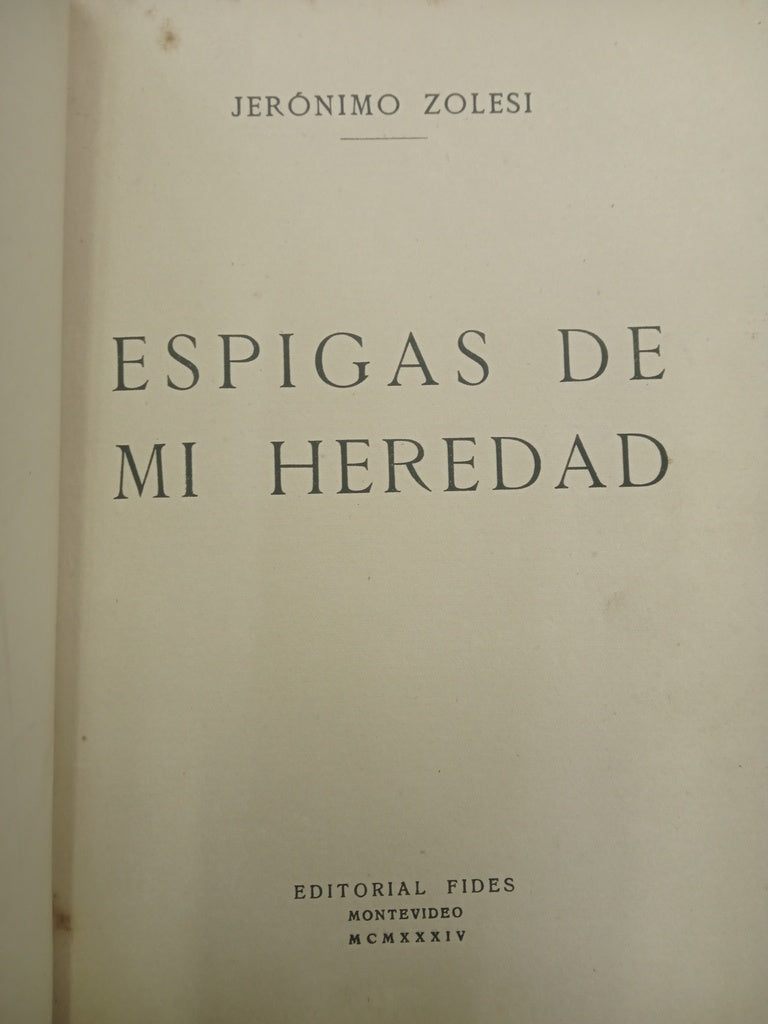 JERÓNIMO ZOLESI
ESPIGAS DE
MI HEREDAD
EDITORIAL FIDES
MONTEVIDEO
MCMXXXIV